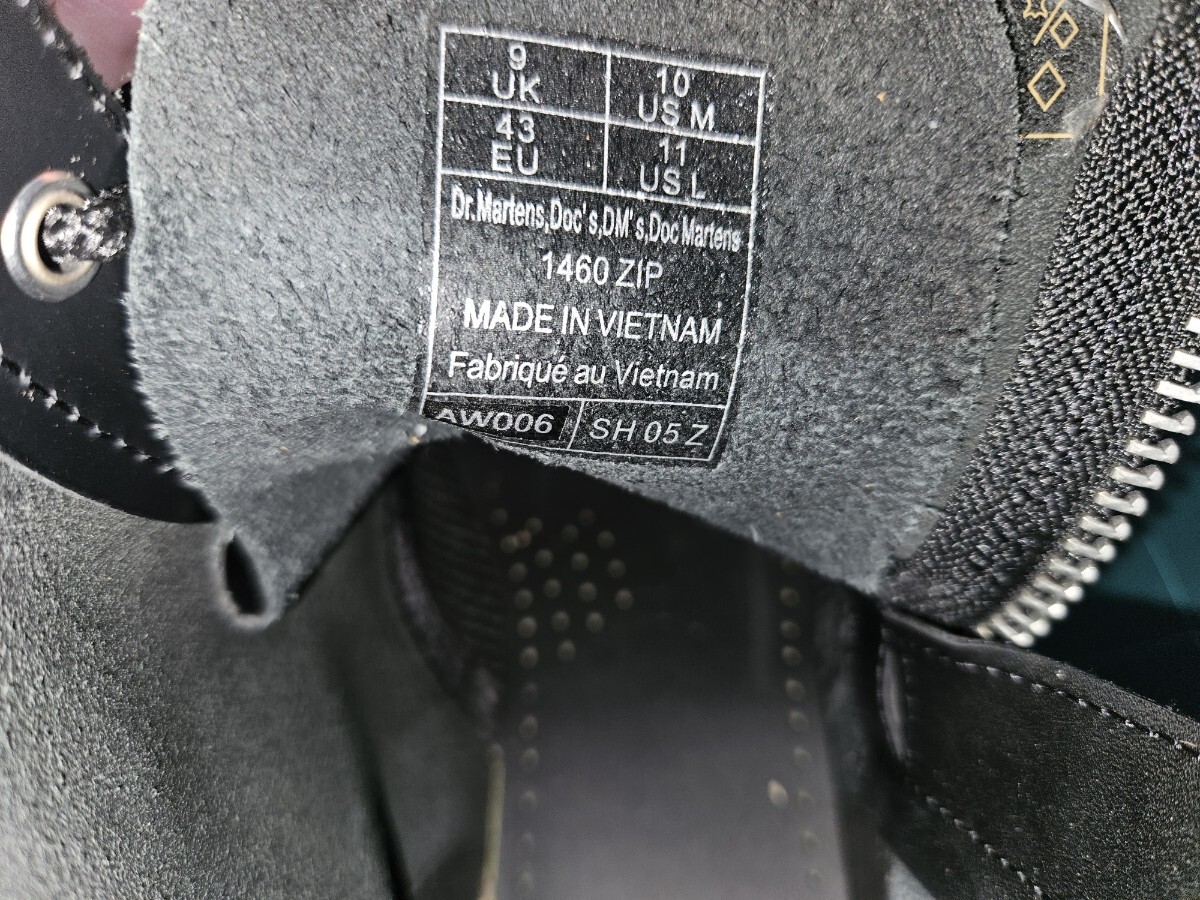 9
UK
10
US M
43
EU
11
US L
Dr.Martens,Doc's,DM's,Doc Martens
1460 ZIP
MADE IN VIETNAM
Fabriqué au Vietnam
AW006
SH 05 Z